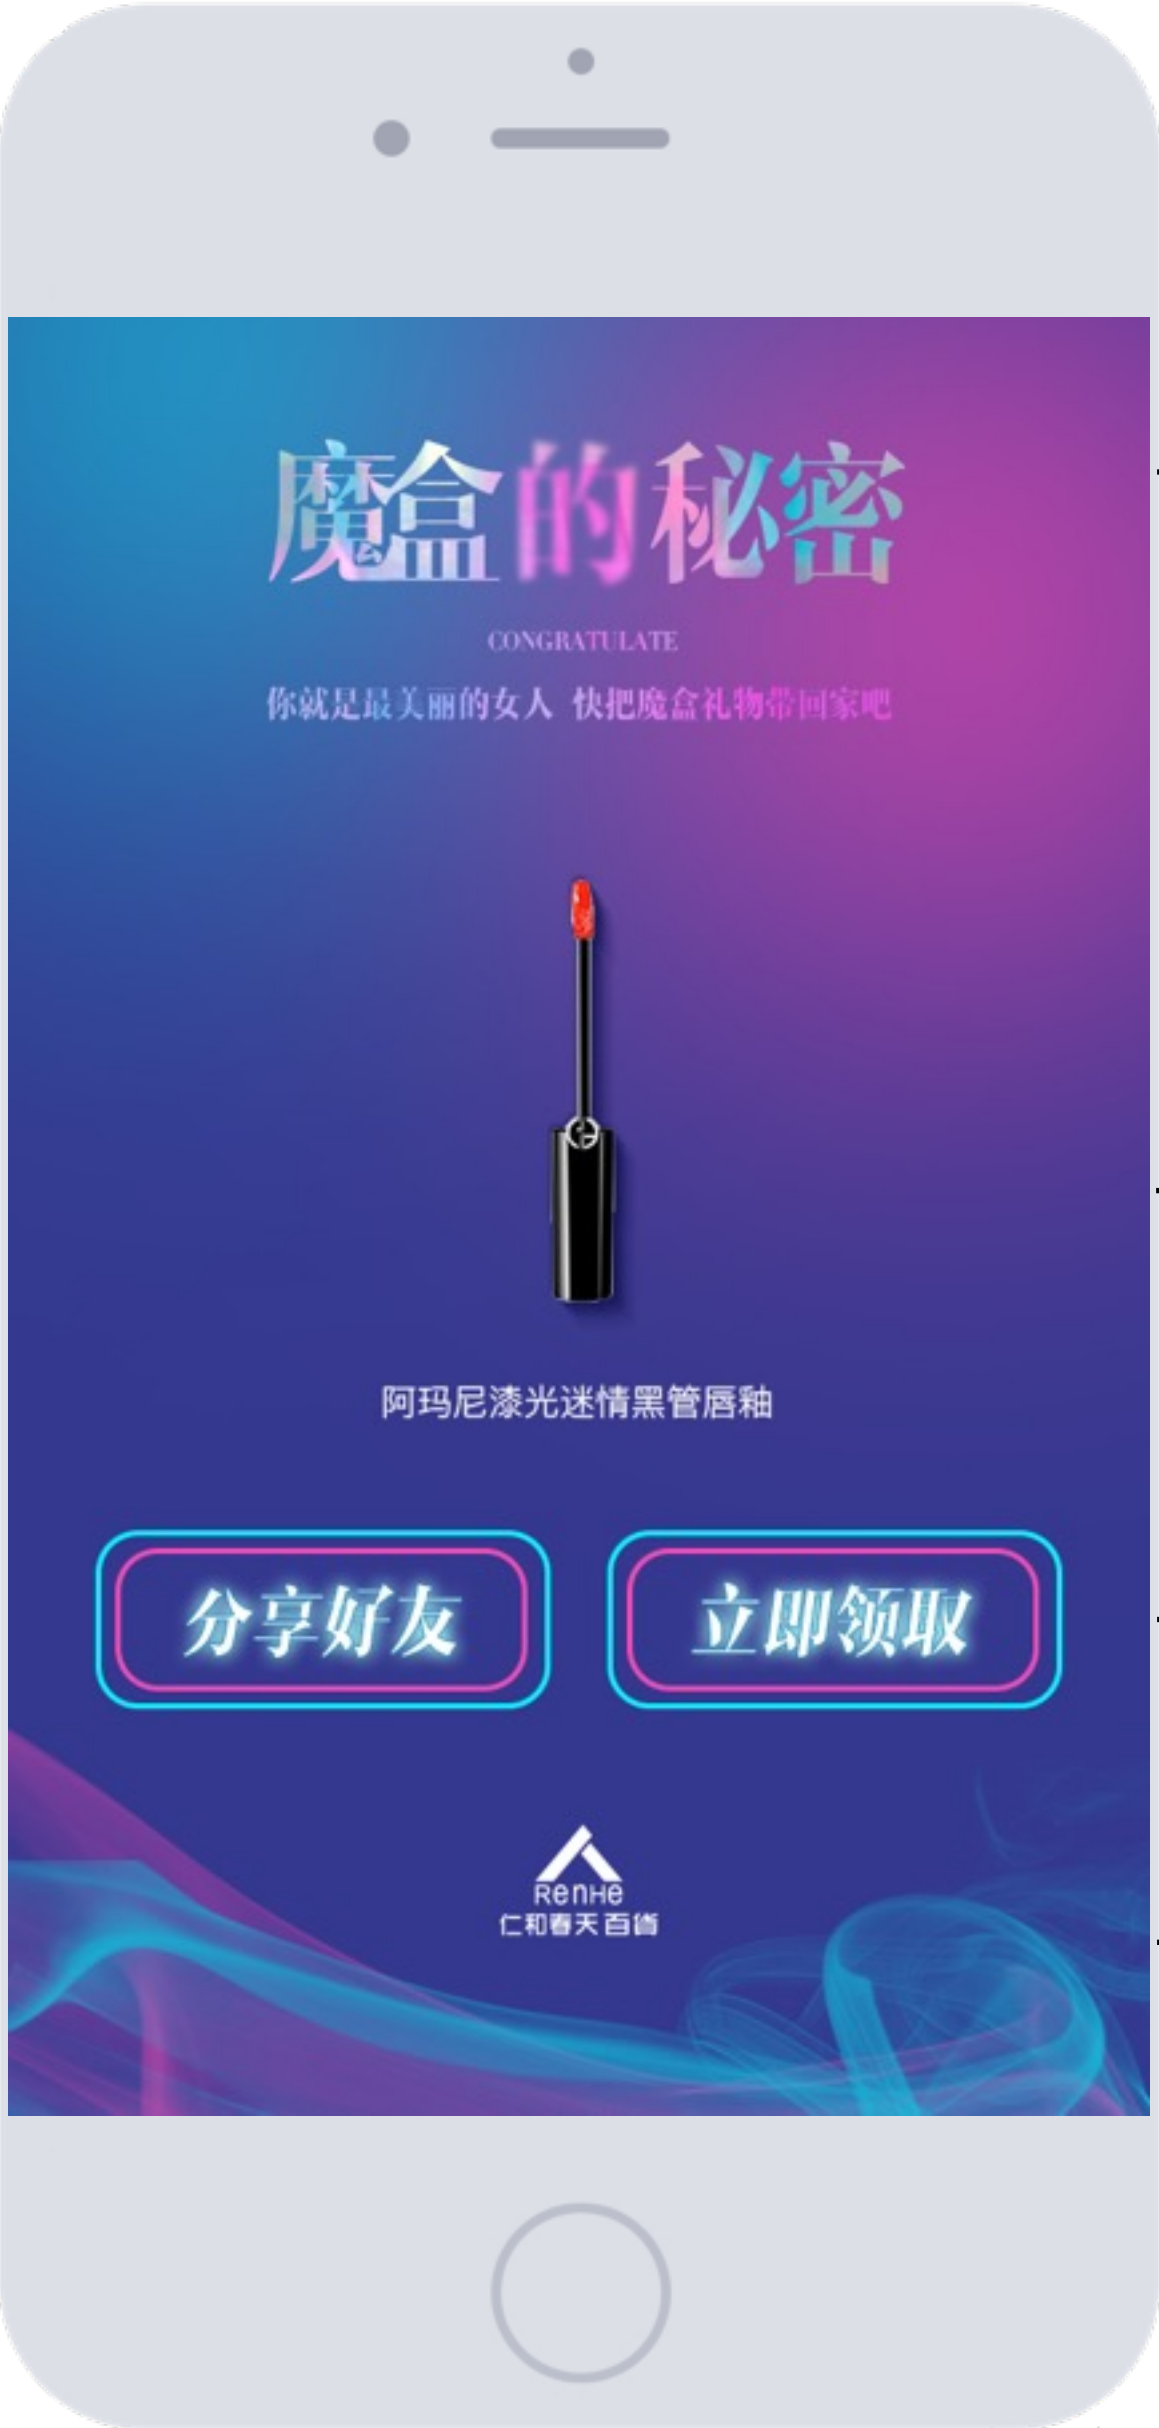 魔盒的秘密
CONGRATULATE
你就是最美丽的女人 快把魔盒礼物带回家吧
阿玛尼漆光迷情黑管唇釉
分享好友
立即领取
RenHe
仁和春天百货